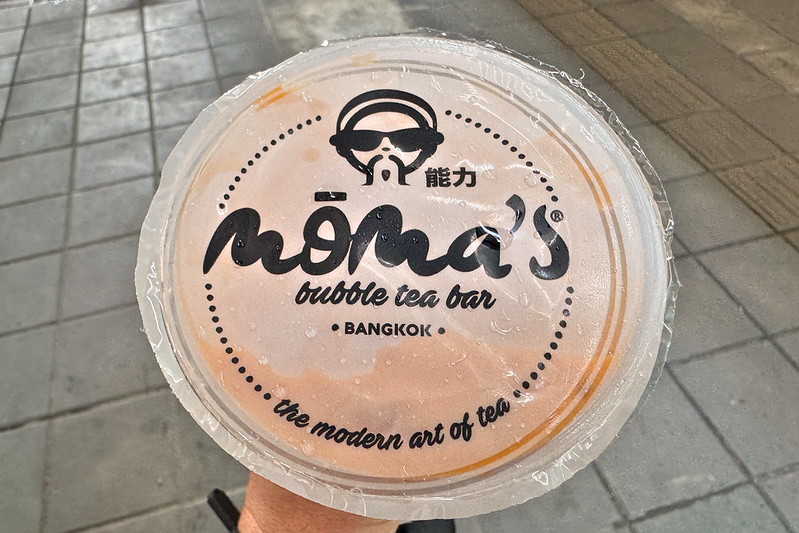 能力
mōma's®
bubble tea bar
• BANGKOK •
the modern art of tea